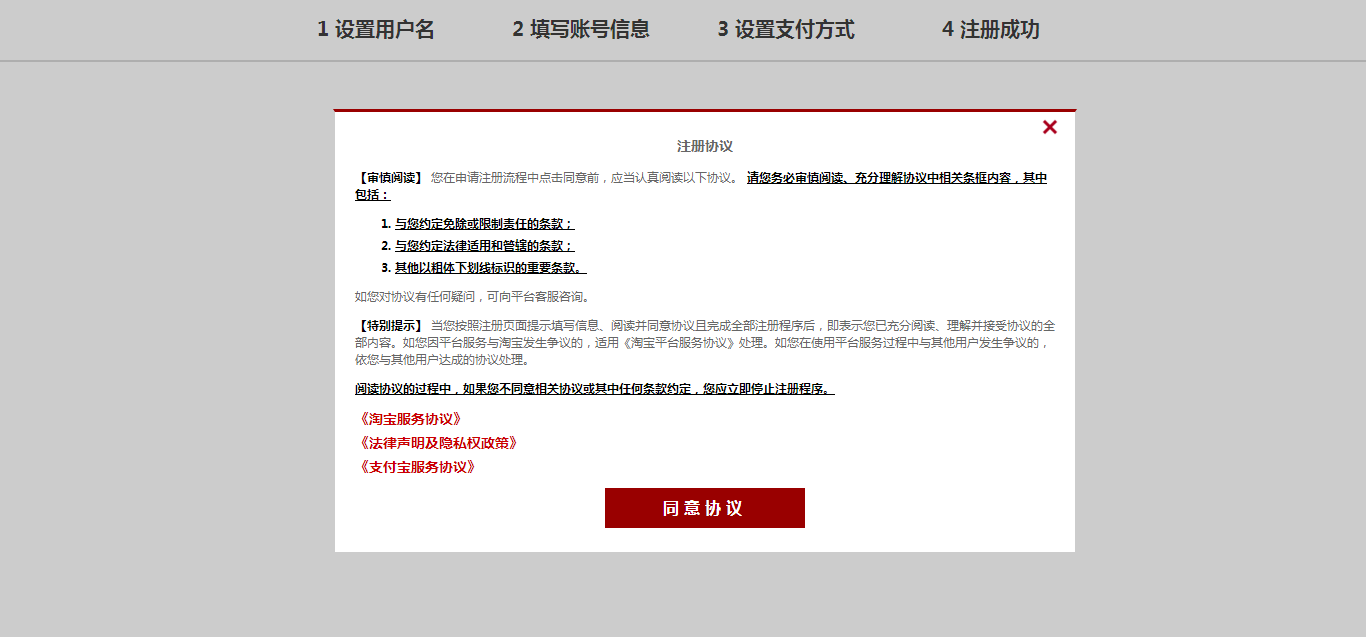 1 设置用户名 2 填写账号信息 3 设置支付方式 4 注册成功
注册协议
【审慎阅读】 您在申请注册流程中点击同意前，应当认真阅读以下协议。 请您务必审慎阅读、充分理解协议中相关条框内容，其中
包括：
1. 与您约定免除或限制责任的条款；
2. 与您约定法律适用和管辖的条款；
3. 其他以粗体下划线标识的重要条款。
如您对协议有任何疑问，可向平台客服咨询。
【特别提示】 当您按照注册页面提示填写信息、阅读并同意协议且完成全部注册程序后，即表示您已充分阅读、理解并接受协议的全
部内容。如您因平台服务与淘宝发生争议的，适用《淘宝平台服务协议》处理。如您在使用平台服务过程中与其他用户发生争议的，
依您与其他用户达成的协议处理。
阅读协议的过程中，如果您不同意相关协议或其中任何条款约定，您应立即停止注册程序。
《淘宝服务协议》
《法律声明及隐私权政策》
《支付宝服务协议》
同意协议